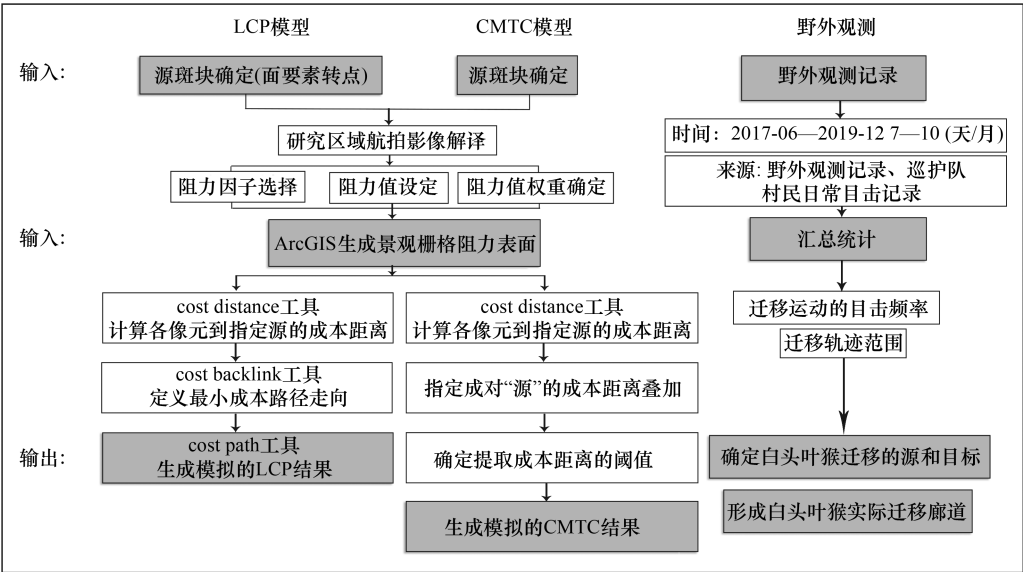 LCP模型
CMTC模型
野外观测
输入:
源斑块确定(面要素转点)
源斑块确定
野外观测记录
研究区域航拍影像解译
时间：2017-06—2019-12 7—10 (天/月)
阻力因子选择
阻力值设定
阻力值权重确定
来源: 野外观测记录、巡护队
村民日常目击记录
输入:
ArcGIS生成景观栅格阻力表面
汇总统计
cost distance工具
计算各像元到指定源的成本距离
cost distance工具
计算各像元到指定源的成本距离
迁移运动的目击频率
迁移轨迹范围
cost backlink工具
定义最小成本路径走向
指定成对“源”的成本距离叠加
输出:
cost path工具
生成模拟的LCP结果
确定提取成本距离的阈值
确定白头叶猴迁移的源和目标
生成模拟的CMTC结果
形成白头叶猴实际迁移廊道